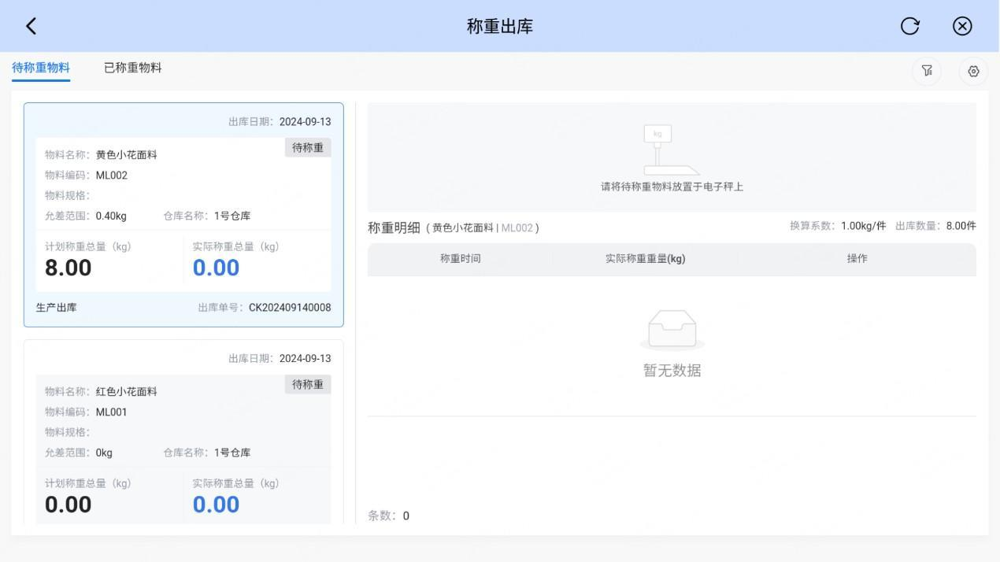 称重出库
待称重物料 已称重物料
出库日期：2024-09-13
待称重
物料名称：黄色小花面料
物料编码：ML002
物料规格：
允差范围：0.40kg 仓库名称：1号仓库
计划称重总量（kg） 实际称重总量（kg）
8.00 0.00
生产出库 出库单号：CK202409140008
出库日期：2024-09-13
待称重
物料名称：红色小花面料
物料编码：ML001
物料规格：
允差范围：0kg 仓库名称：1号仓库
计划称重总量（kg） 实际称重总量（kg）
0.00 0.00
kg
请将待称重物料放置于电子秤上
称重明细（黄色小花面料 | ML002） 换算系数：1.00kg/件 出库数量：8.00件
称重时间 实际称重重量(kg) 操作
暂无数据
条数：0